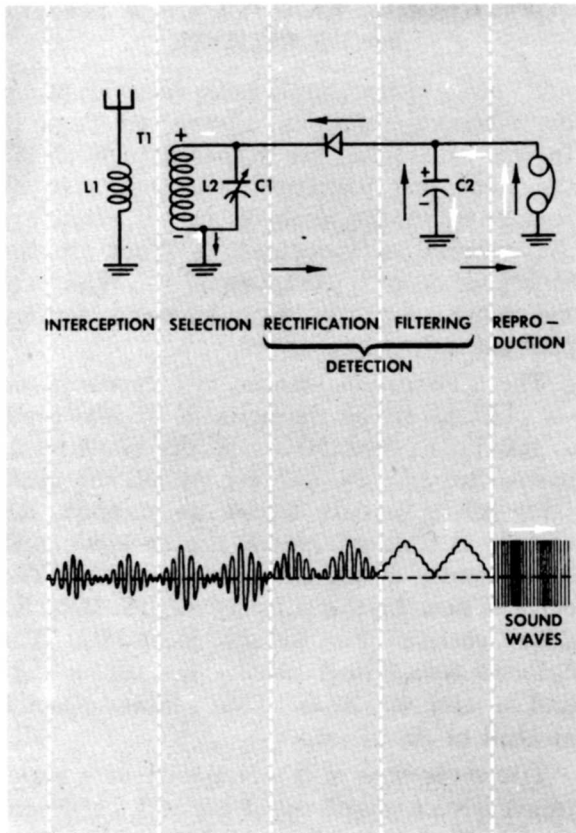 T1
+
L1
L2
C1
+
C2
-
-
INTERCEPTION
SELECTION
RECTIFICATION
FILTERING
REPRO-
DUCTION
DETECTION
SOUND
WAVES